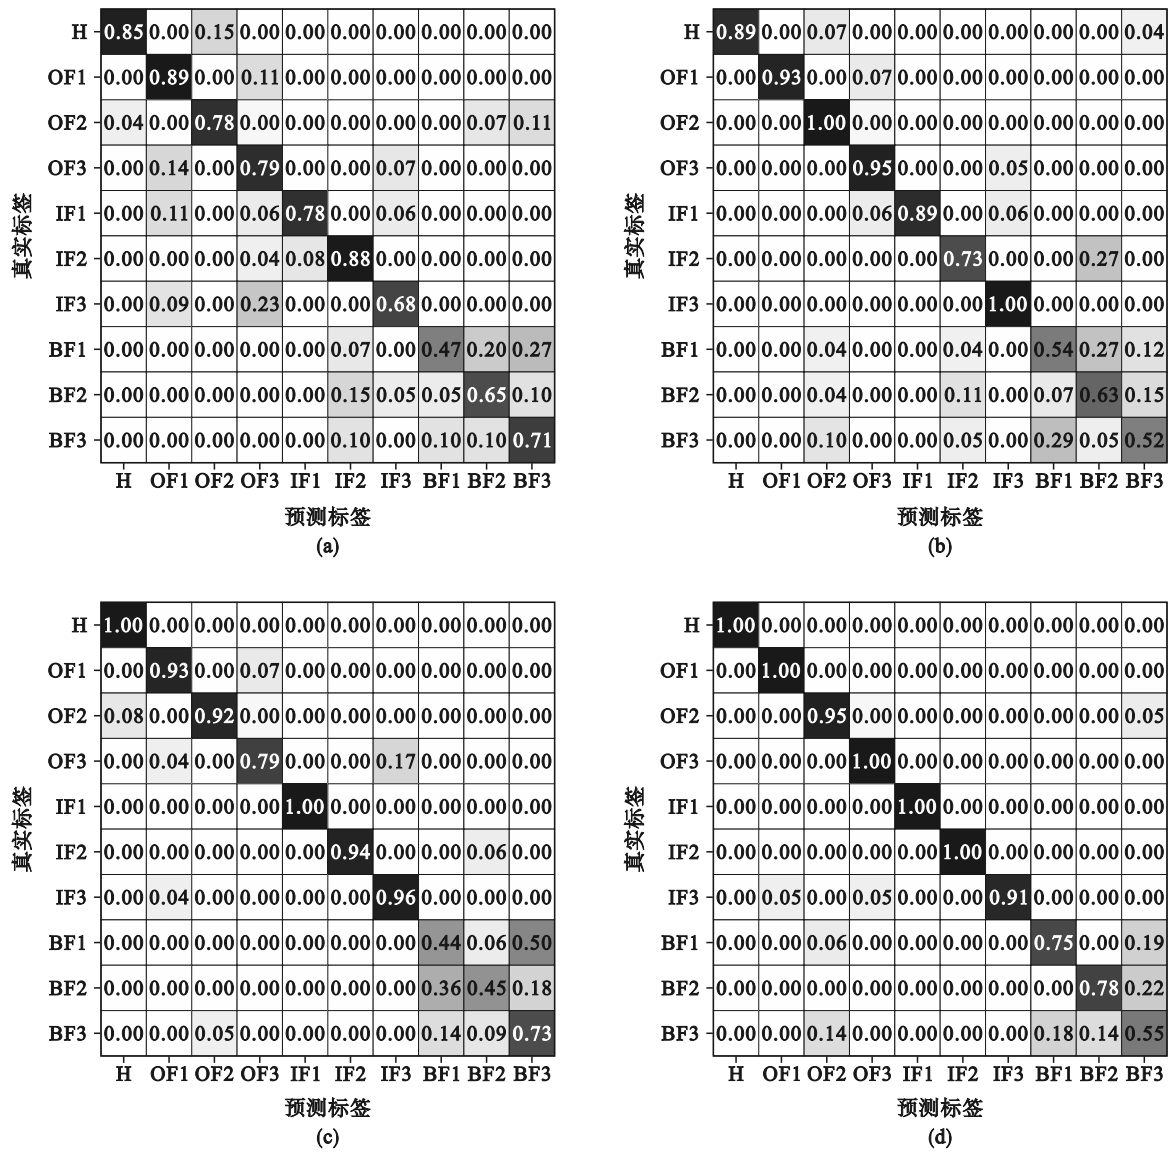 H 0.85 0.00 0.15 0.00 0.00 0.00 0.00 0.00 0.00 0.00
OF1 0.00 0.89 0.00 0.11 0.00 0.00 0.00 0.00 0.00 0.00
OF2 0.04 0.00 0.78 0.00 0.00 0.00 0.00 0.00 0.07 0.11
OF3 0.00 0.14 0.00 0.79 0.00 0.00 0.07 0.00 0.00 0.00
IF1 0.00 0.11 0.00 0.06 0.78 0.00 0.06 0.00 0.00 0.00
IF2 0.00 0.00 0.00 0.04 0.08 0.88 0.00 0.00 0.00 0.00
IF3 0.00 0.09 0.00 0.23 0.00 0.00 0.68 0.00 0.00 0.00
BF1 0.00 0.00 0.00 0.00 0.00 0.07 0.00 0.47 0.20 0.27
BF2 0.00 0.00 0.00 0.00 0.00 0.15 0.05 0.05 0.65 0.10
BF3 0.00 0.00 0.00 0.00 0.00 0.10 0.00 0.10 0.10 0.71
H OF1 OF2 OF3 IF1 IF2 IF3 BF1 BF2 BF3
真实标签
预测标签
(a)
H 0.89 0.00 0.07 0.00 0.00 0.00 0.00 0.00 0.00 0.04
OF1 0.00 0.93 0.00 0.07 0.00 0.00 0.00 0.00 0.00 0.00
OF2 0.00 0.00 1.00 0.00 0.00 0.00 0.00 0.00 0.00 0.00
OF3 0.00 0.00 0.00 0.95 0.00 0.00 0.05 0.00 0.00 0.00
IF1 0.00 0.00 0.00 0.06 0.89 0.00 0.06 0.00 0.00 0.00
IF2 0.00 0.00 0.00 0.00 0.00 0.73 0.00 0.00 0.27 0.00
IF3 0.00 0.00 0.00 0.00 0.00 0.00 1.00 0.00 0.00 0.00
BF1 0.00 0.00 0.04 0.00 0.00 0.04 0.00 0.54 0.27 0.12
BF2 0.00 0.00 0.04 0.00 0.00 0.11 0.00 0.07 0.63 0.15
BF3 0.00 0.00 0.10 0.00 0.00 0.05 0.00 0.29 0.05 0.52
H OF1 OF2 OF3 IF1 IF2 IF3 BF1 BF2 BF3
真实标签
预测标签
(b)
H 1.00 0.00 0.00 0.00 0.00 0.00 0.00 0.00 0.00 0.00
OF1 0.00 0.93 0.00 0.07 0.00 0.00 0.00 0.00 0.00 0.00
OF2 0.08 0.00 0.92 0.00 0.00 0.00 0.00 0.00 0.00 0.00
OF3 0.00 0.04 0.00 0.79 0.00 0.00 0.17 0.00 0.00 0.00
IF1 0.00 0.00 0.00 0.00 1.00 0.00 0.00 0.00 0.00 0.00
IF2 0.00 0.00 0.00 0.00 0.00 0.94 0.00 0.00 0.06 0.00
IF3 0.00 0.04 0.00 0.00 0.00 0.00 0.96 0.00 0.00 0.00
BF1 0.00 0.00 0.00 0.00 0.00 0.00 0.00 0.44 0.06 0.50
BF2 0.00 0.00 0.00 0.00 0.00 0.00 0.00 0.36 0.45 0.18
BF3 0.00 0.00 0.05 0.00 0.00 0.00 0.00 0.14 0.09 0.73
H OF1 OF2 OF3 IF1 IF2 IF3 BF1 BF2 BF3
真实标签
预测标签
(c)
H 1.00 0.00 0.00 0.00 0.00 0.00 0.00 0.00 0.00 0.00
OF1 0.00 1.00 0.00 0.00 0.00 0.00 0.00 0.00 0.00 0.00
OF2 0.00 0.00 0.95 0.00 0.00 0.00 0.00 0.00 0.00 0.05
OF3 0.00 0.00 0.00 1.00 0.00 0.00 0.00 0.00 0.00 0.00
IF1 0.00 0.00 0.00 0.00 1.00 0.00 0.00 0.00 0.00 0.00
IF2 0.00 0.00 0.00 0.00 0.00 1.00 0.00 0.00 0.00 0.00
IF3 0.00 0.05 0.00 0.05 0.00 0.00 0.91 0.00 0.00 0.00
BF1 0.00 0.00 0.06 0.00 0.00 0.00 0.00 0.75 0.00 0.19
BF2 0.00 0.00 0.00 0.00 0.00 0.00 0.00 0.00 0.78 0.22
BF3 0.00 0.00 0.14 0.00 0.00 0.00 0.00 0.18 0.14 0.55
H OF1 OF2 OF3 IF1 IF2 IF3 BF1 BF2 BF3
真实标签
预测标签
(d)